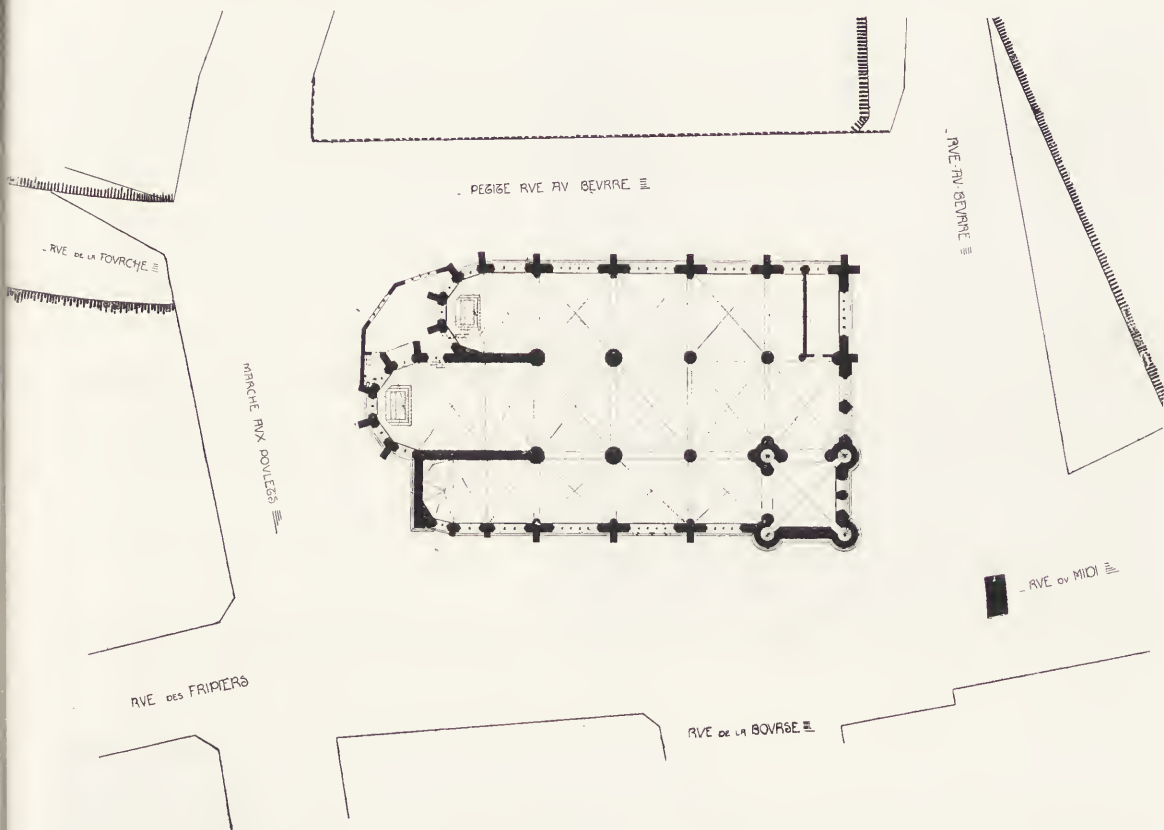 PEGIGE RVE AV BEVRRE
RVE·AV·BEVRRE
RVE DE LA FOVRCHE
MARCHE AVX POVLEGS
RVE DV MIDI
RVE DES FRIPIERS
RVE DE LA BOVRSE